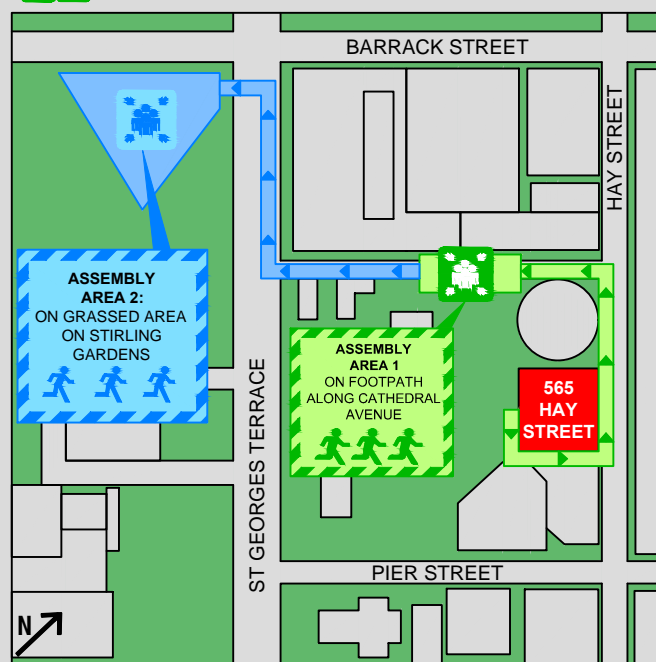 BARRACK STREET
HAY STREET
ASSEMBLY
AREA 2:
ON GRASSED AREA
ON STIRLING
GARDENS
ASSEMBLY
AREA 1
ON FOOTPATH
ALONG CATHEDRAL
AVENUE
565
HAY
STREET
ST GEORGES TERRACE
PIER STREET
N